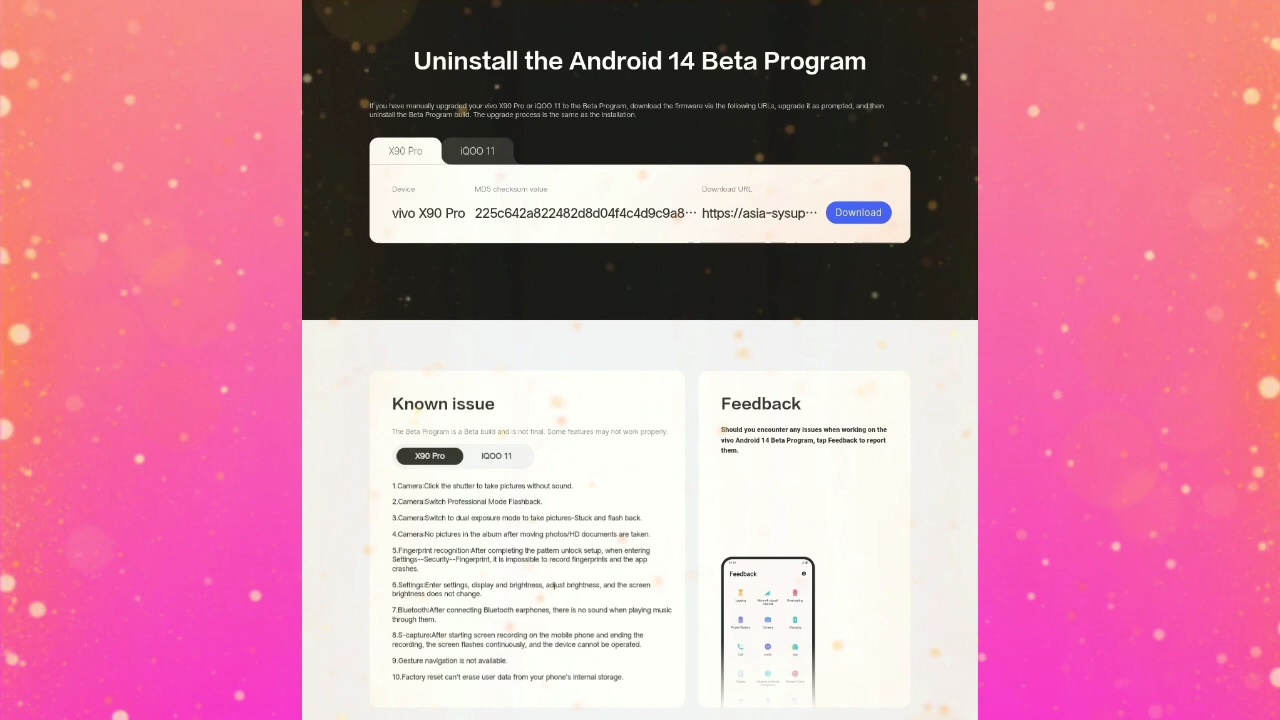 Uninstall the Android 14 Beta Program
If you have manually upgraded your vivo X90 Pro or iQOO 11 to the Beta Program, download the firmware via the following URLs, upgrade it as prompted, and then
uninstall the Beta Program build. The upgrade process is the same as the installation.
X90 Pro iQOO 11
Device MD5 checksum value Download URL
vivo X90 Pro 225c642a822482d8d04f4c4d9c9a8··· https://asia-sysup··· Download
Known issue
The Beta Program is a Beta build and is not final. Some features may not work properly.
X90 Pro IQOO 11
1.Camera:Click the shutter to take pictures without sound.
2.Camera:Switch Professional Mode Flashback.
3.Camera:Switch to dual exposure mode to take pictures-Stuck and flash back.
4.Camera:No pictures in the album after moving photos/HD documents are taken.
5.Fingerprint recognition:After completing the pattern unlock setup, when entering
Settings--Security--Fingerprint, it is impossible to record fingerprints and the app
crashes.
6.Settings:Enter settings, display and brightness, adjust brightness, and the screen
brightness does not change.
7.Bluetooth:After connecting Bluetooth earphones, there is no sound when playing music
through them.
8.S-capture:After starting screen recording on the mobile phone and ending the
recording, the screen flashes continuously, and the device cannot be operated.
9.Gesture navigation is not available.
10.Factory reset can't erase user data from your phone's internal storage.
Feedback
Should you encounter any issues when working on the
vivo Android 14 Beta Program, tap Feedback to report
them.
Feedback